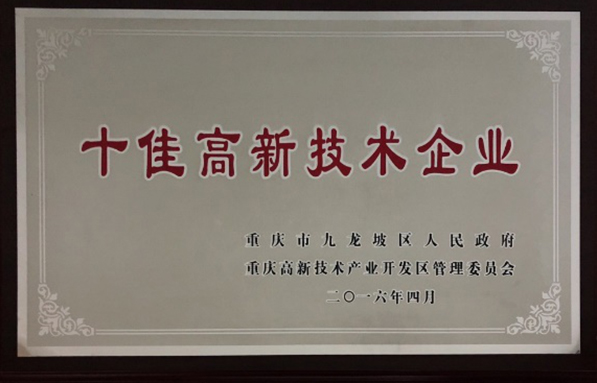 十佳高新技术企业
重庆市九龙坡区人民政府
重庆高新技术产业开发区管理委员会
二〇一六年四月